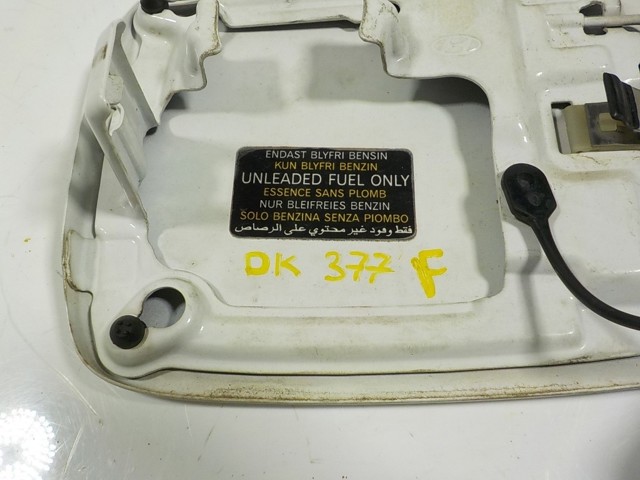 ENDAST BLYFRI BENSIN
KUN BLYFRI BENZIN
UNLEADED FUEL ONLY
ESSENCE SANS PLOMB
NUR BLEIFREIES BENZIN
SOLO BENZINA SENZA PIOMBO
فقط وقود غير محتوي على الرصاص
DK 377 F